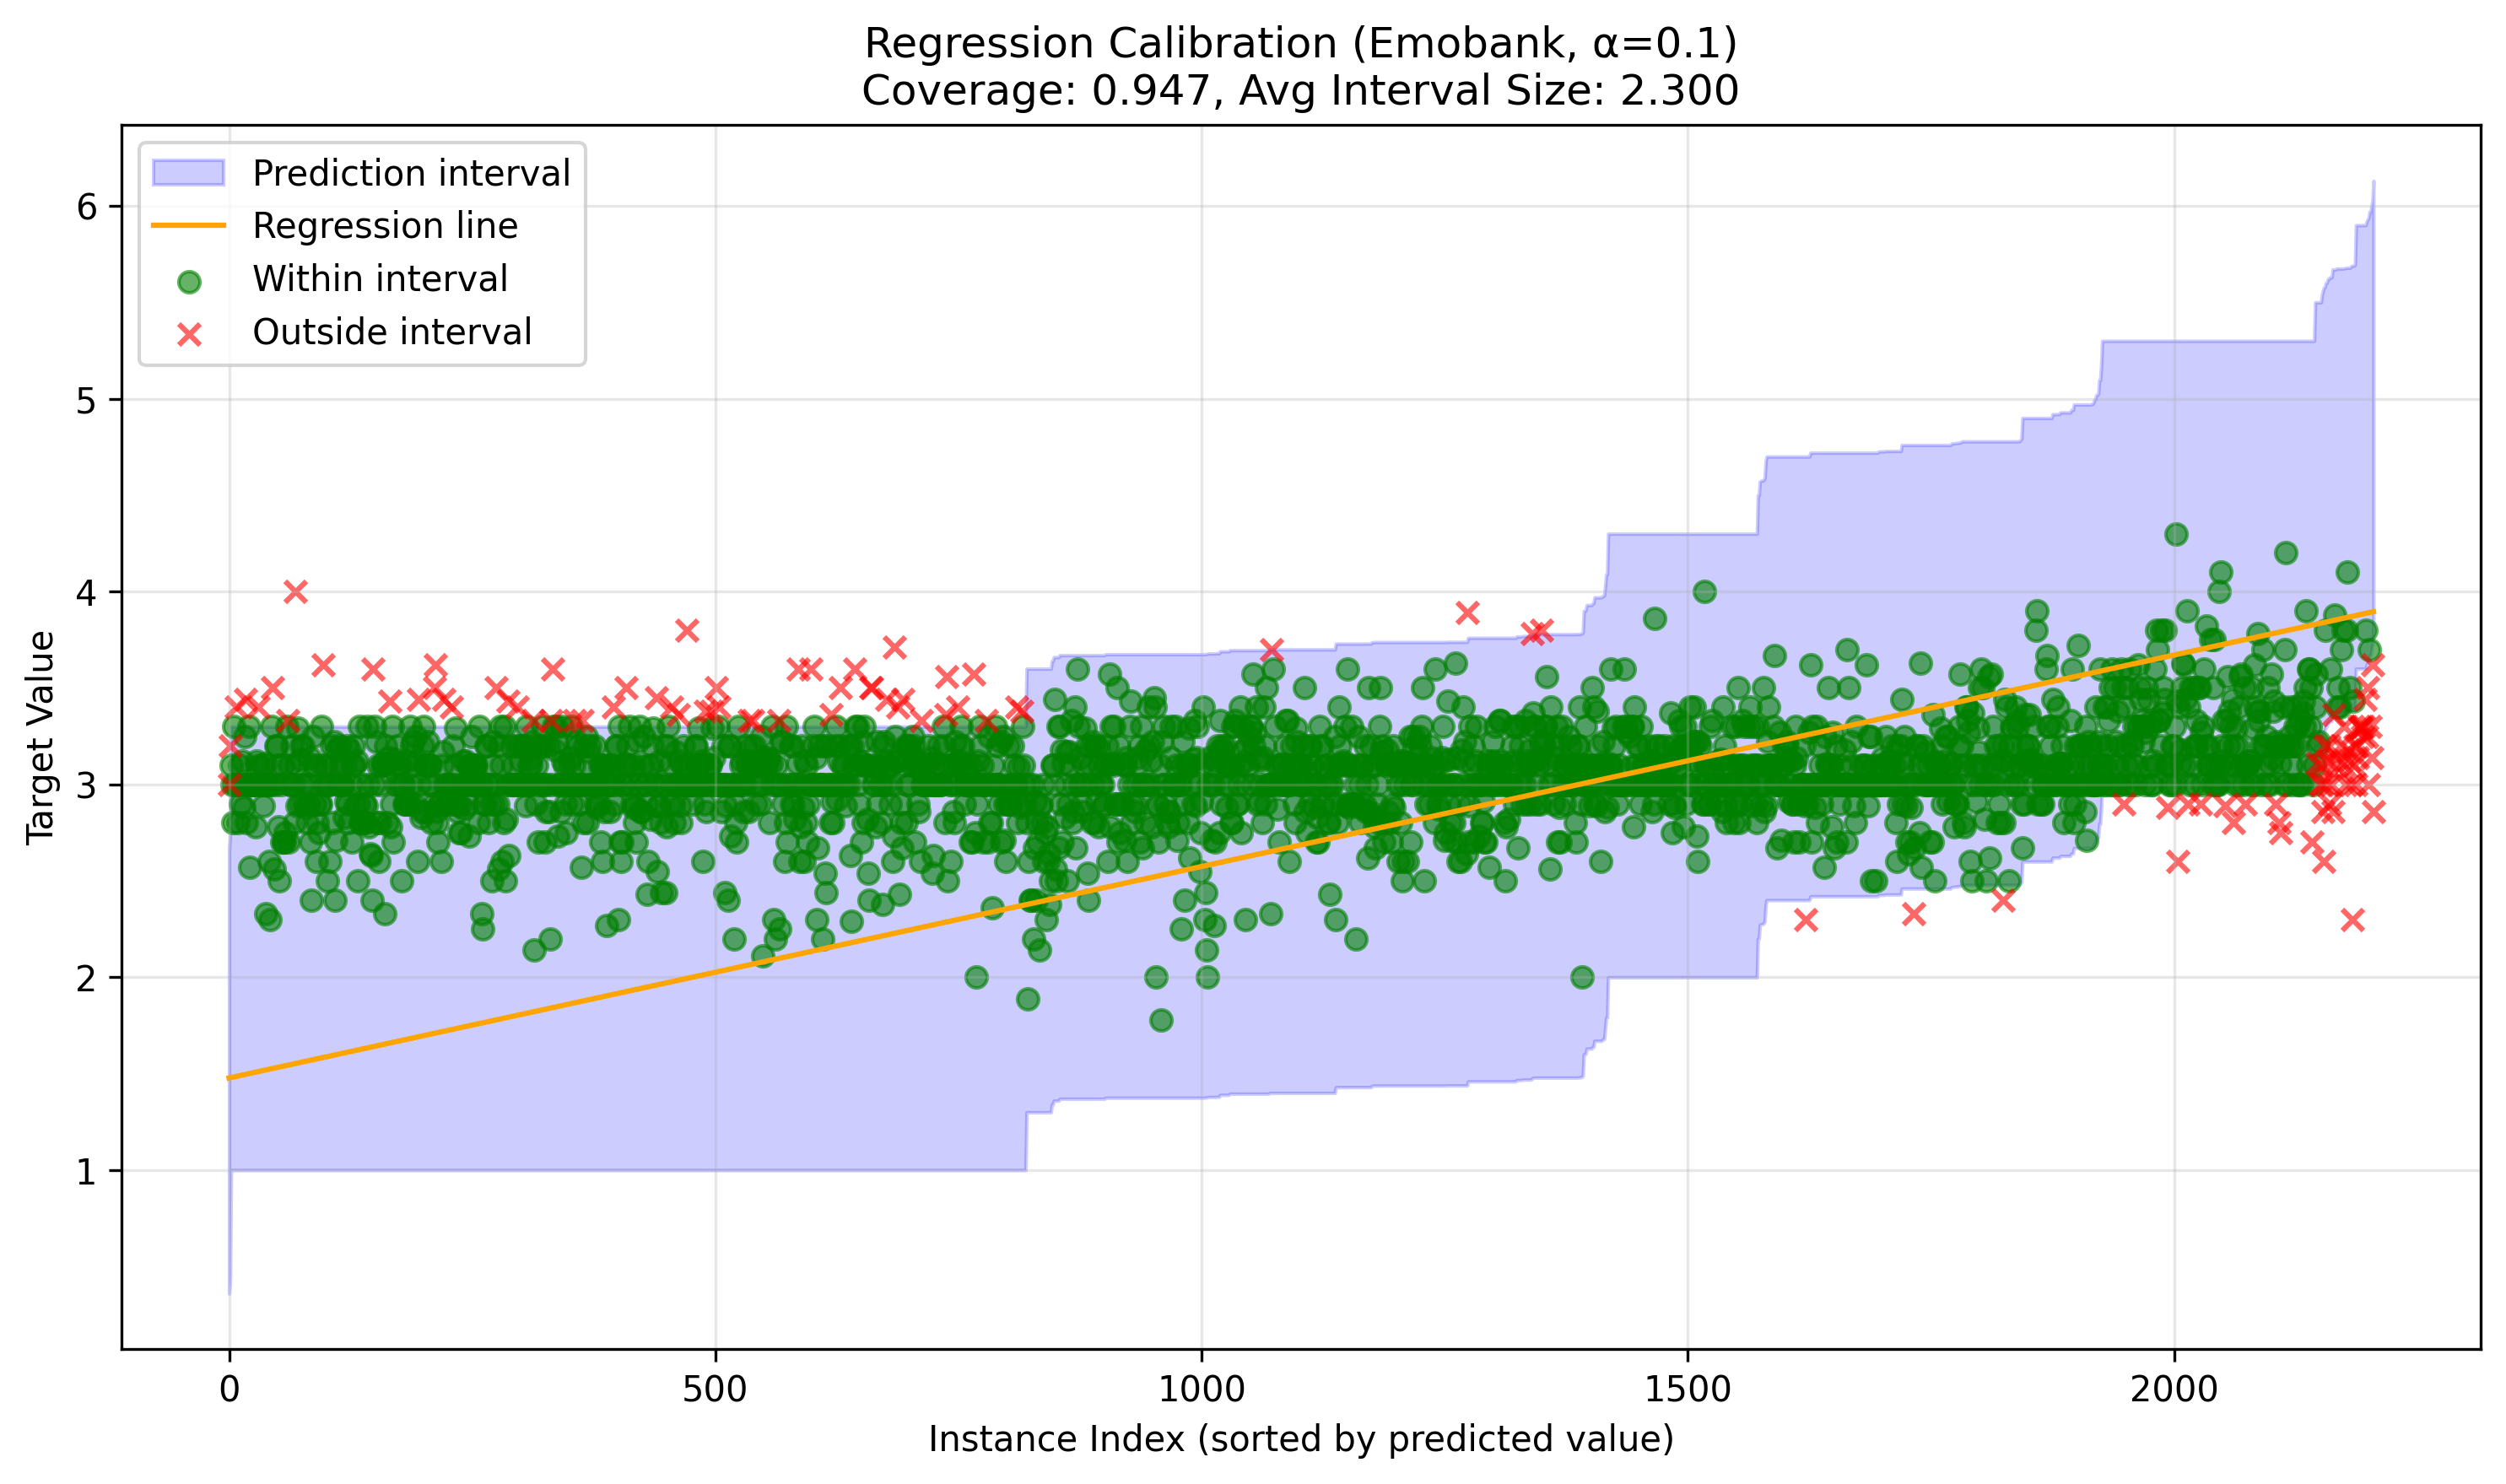 Regression Calibration (Emobank, α=0.1)
Coverage: 0.947, Avg Interval Size: 2.300
Prediction interval
Regression line
Within interval
Outside interval
6
5
4
3
2
1
Target Value
0
500
1000
1500
2000
Instance Index (sorted by predicted value)